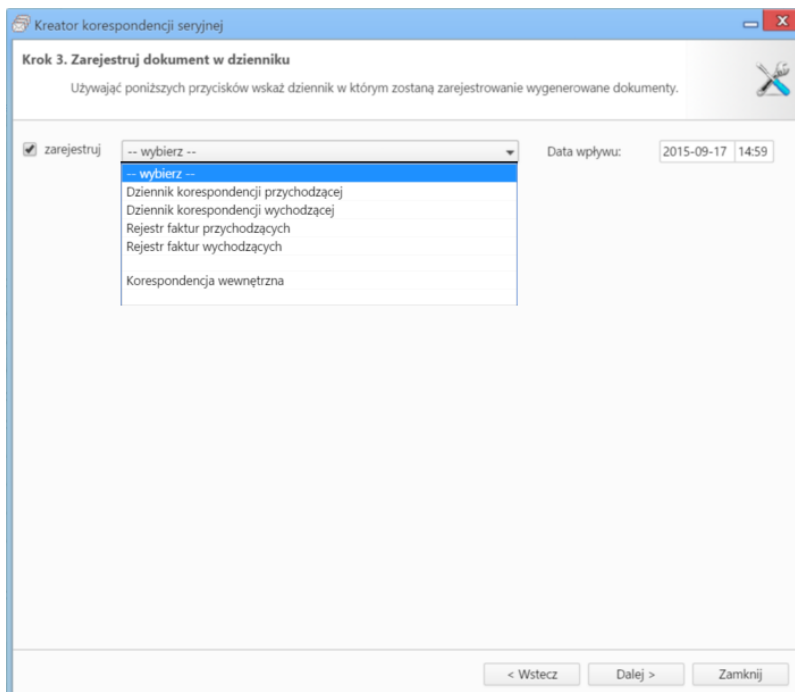 Kreator korespondencji seryjnej
Krok 3. Zarejestruj dokument w dzienniku
Używając poniższych przycisków wskaż dziennik w którym zostaną zarejestrowanie wygenerowane dokumenty.
zarejestruj
-- wybierz --
Data wpływu:
2015-09-17 14:59
-- wybierz --
Dziennik korespondencji przychodzącej
Dziennik korespondencji wychodzącej
Rejestr faktur przychodzących
Rejestr faktur wychodzących
Korespondencja wewnętrzna
< Wstecz
Dalej >
Zamknij